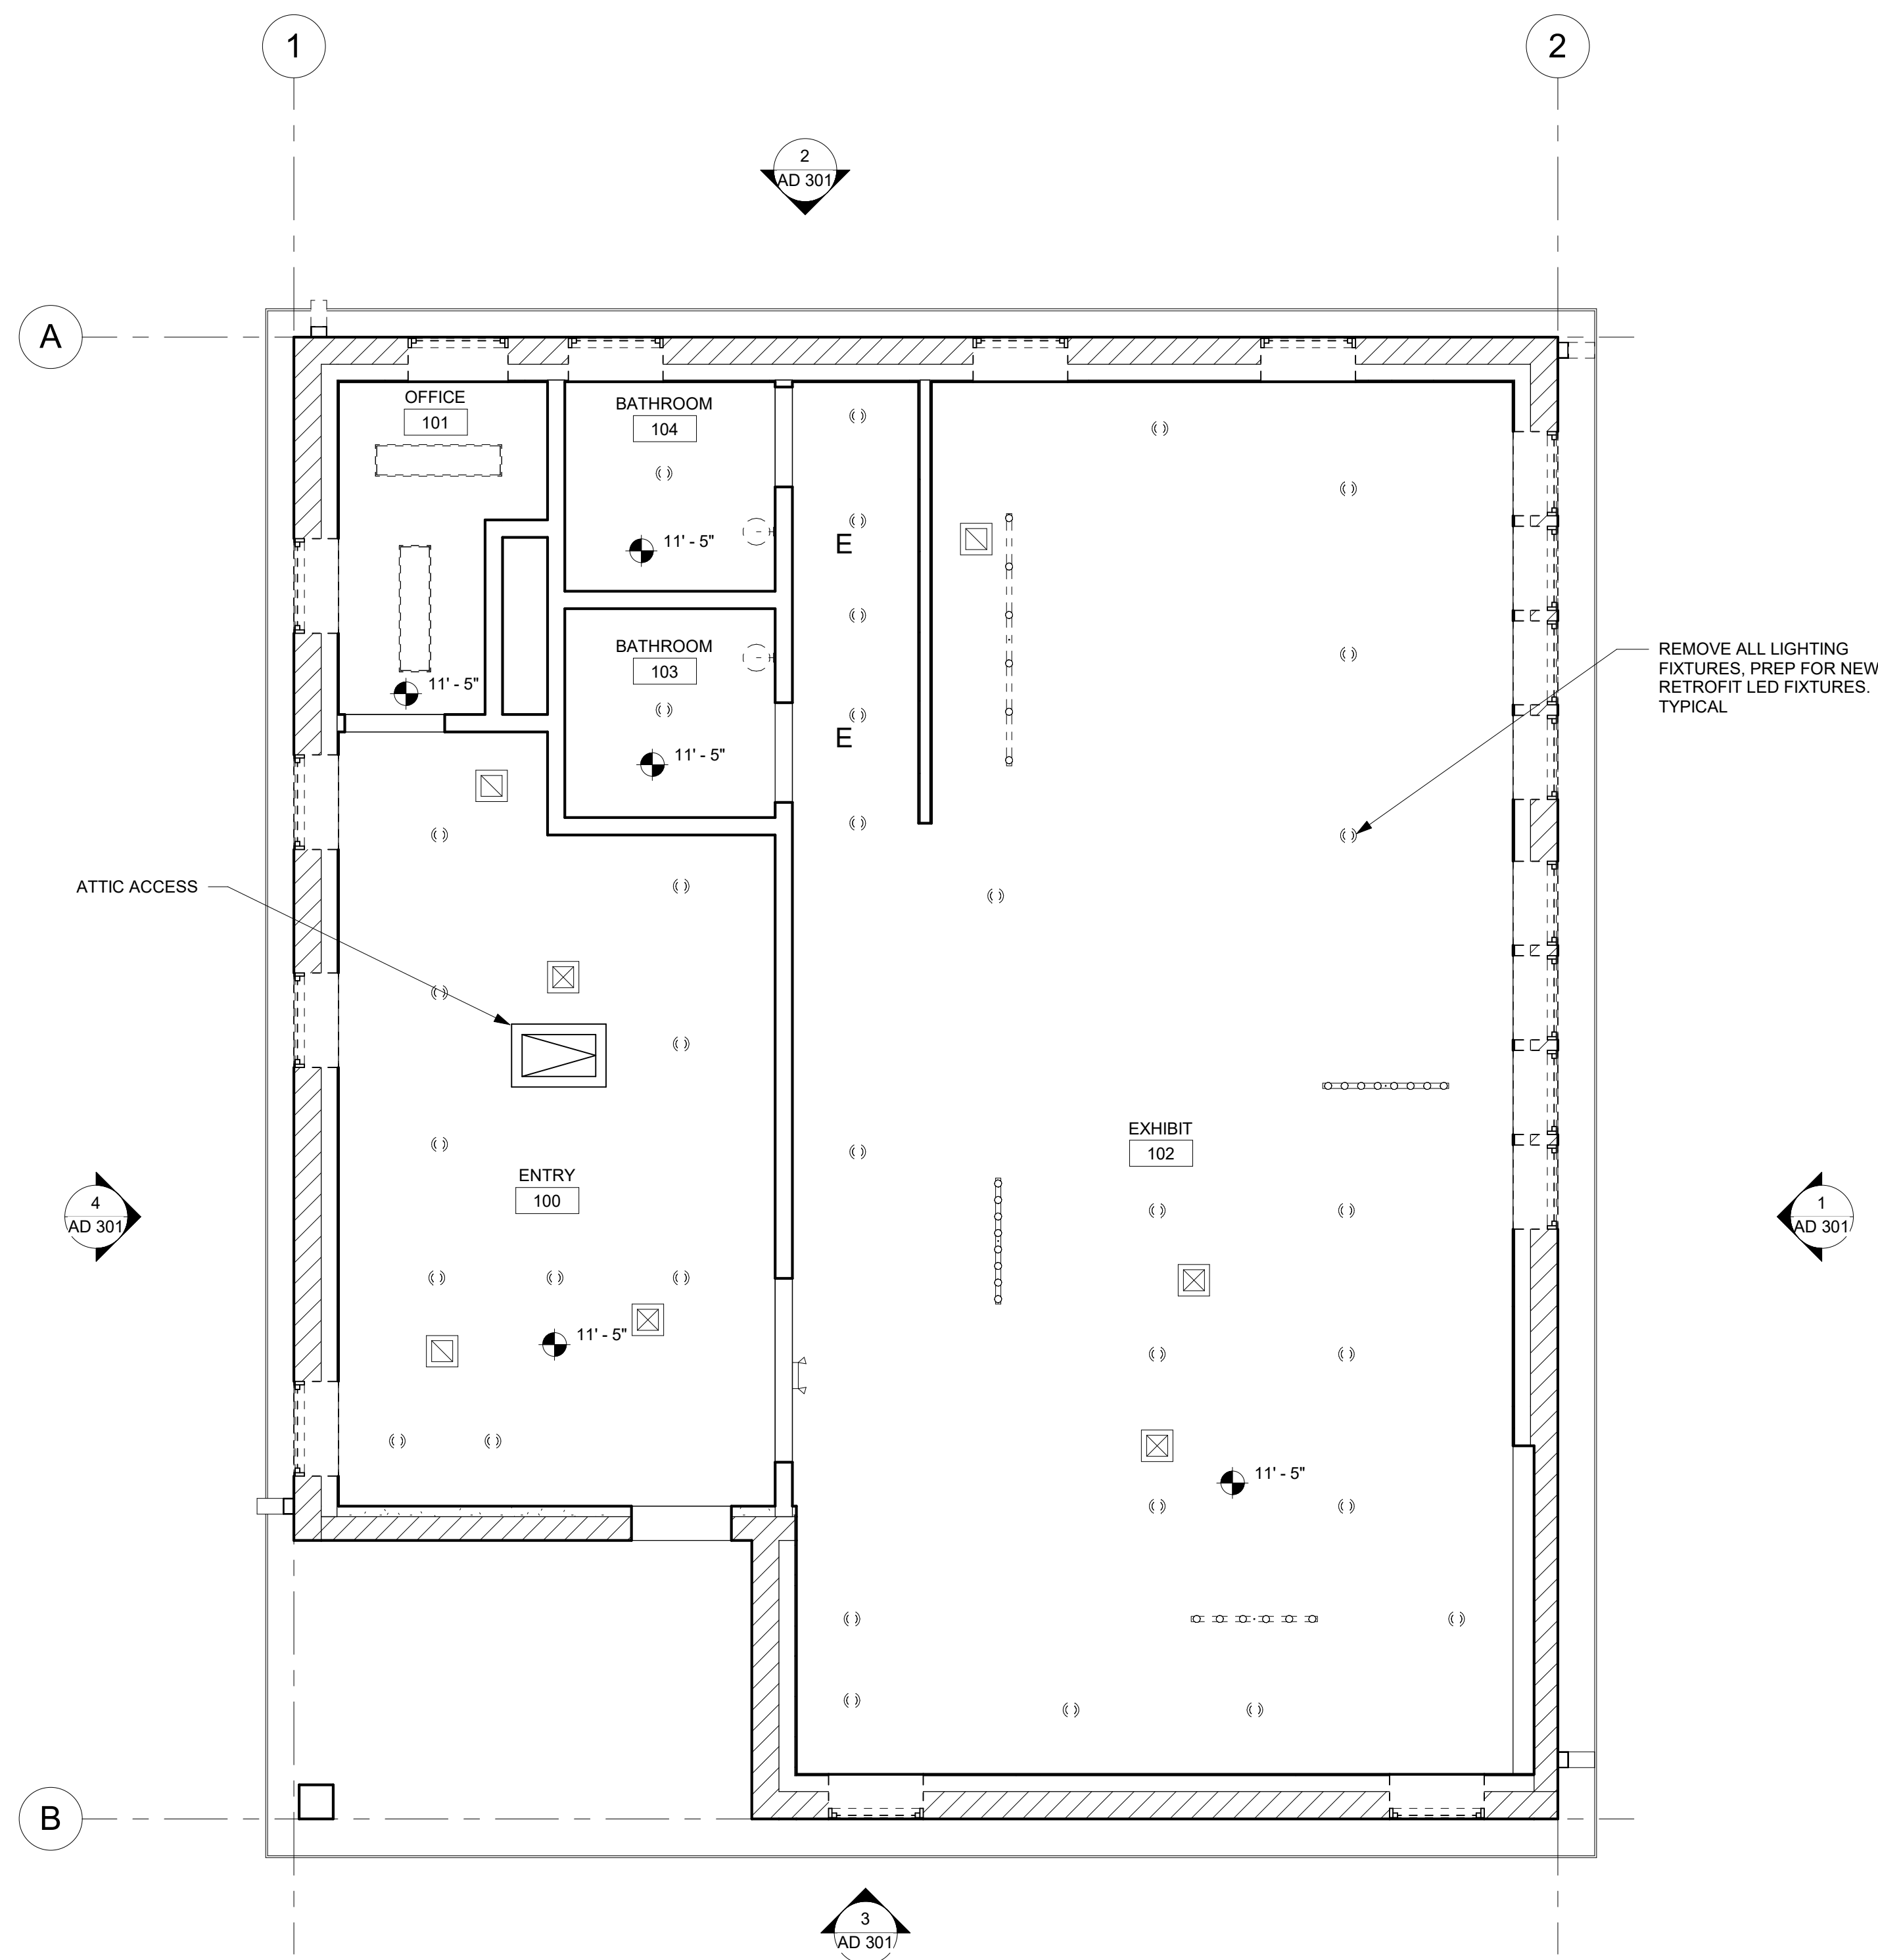 1
2
2
AD 301
A
OFFICE
101
BATHROOM
104
11' - 5"
E
BATHROOM
103
11' - 5"
11' - 5"
E
REMOVE ALL LIGHTING
FIXTURES, PREP FOR NEW
RETROFIT LED FIXTURES.
TYPICAL
ATTIC ACCESS
EXHIBIT
102
ENTRY
100
4
AD 301
1
AD 301
11' - 5"
11' - 5"
B
3
AD 301